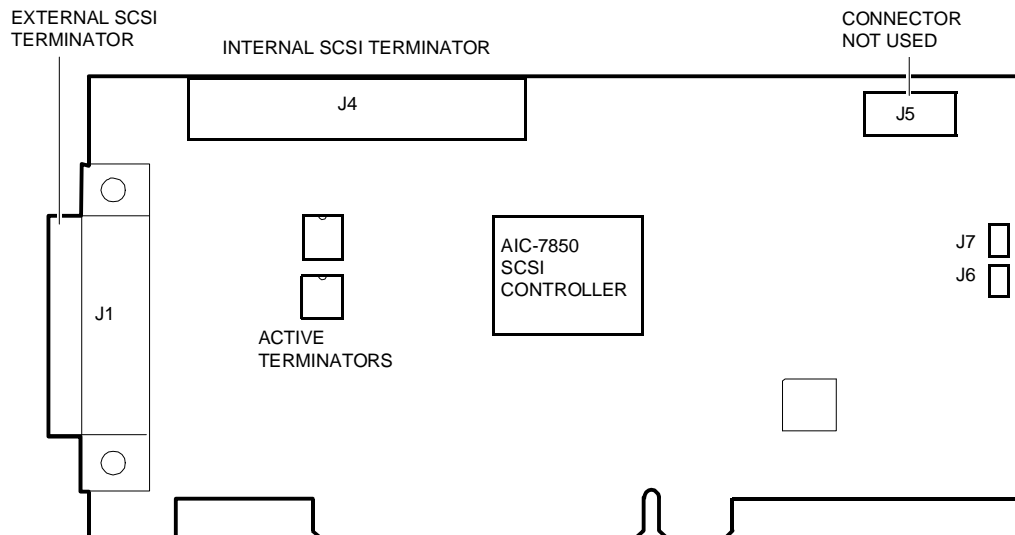 EXTERNAL SCSI
TERMINATOR
INTERNAL SCSI TERMINATOR
CONNECTOR
NOT USED
J4
J5
AIC-7850
SCSI
CONTROLLER
J7
J6
J1
ACTIVE
TERMINATORS